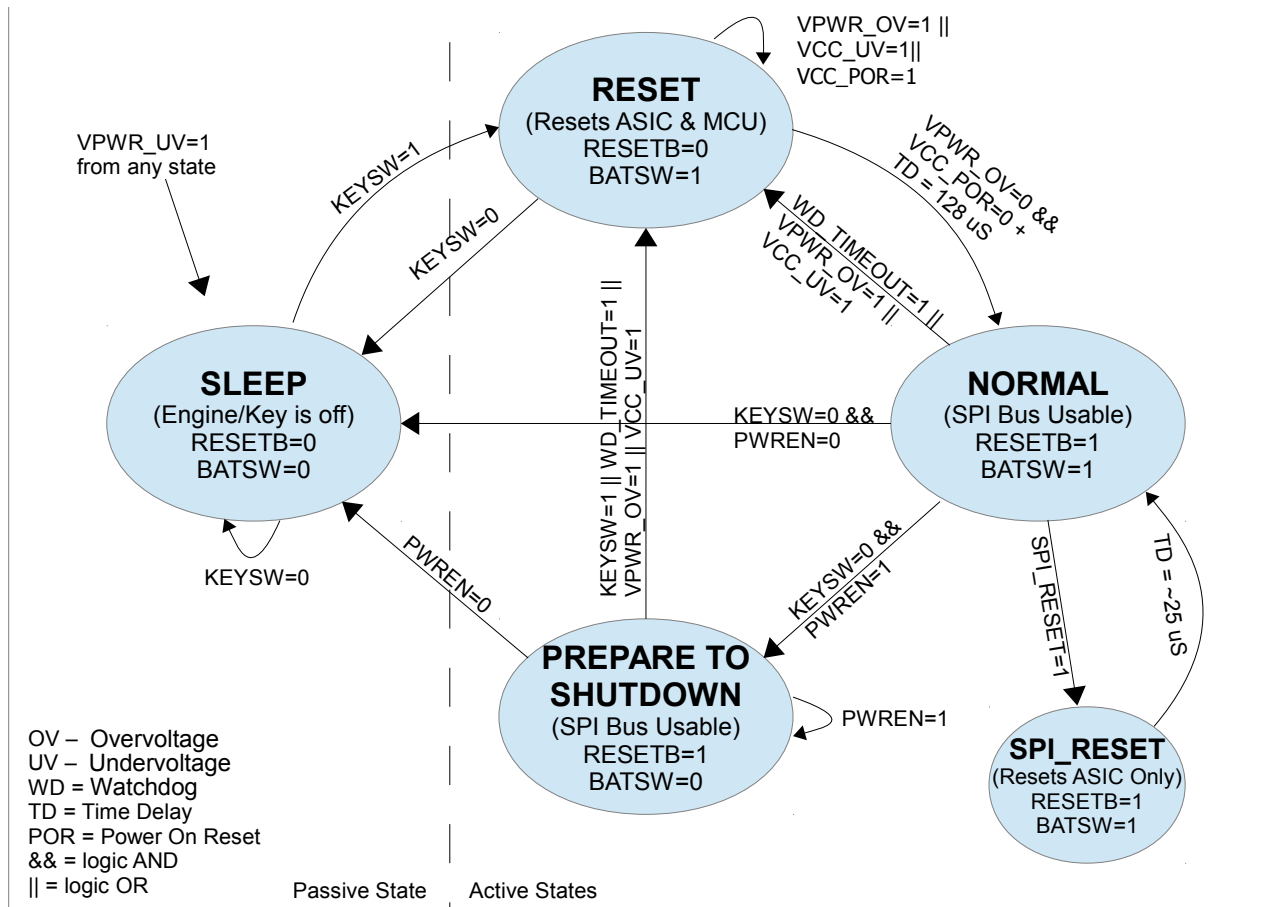 VPWR_OV=1 ||
VCC_UV=1||
VCC_POR=1
RESET
(Resets ASIC & MCU)
RESETB=0
BATSW=1
VPWR_UV=1
from any state
KEYSW=1
KEYSW=0
VPWR_OV=0 &&
VCC_POR=0 +
TD = 128 uS
WD_TIMEOUT=1 ||
VPWR_OV=1 ||
VCC_UV=1
KEYSW=1 || WD_TIMEOUT=1 ||
VPWR_OV=1 || VCC_UV=1
SLEEP
(Engine/Key is off)
RESETB=0
BATSW=0
NORMAL
(SPI Bus Usable)
RESETB=1
BATSW=1
KEYSW=0 &&
PWREN=0
KEYSW=0
PWREN=0
KEYSW=0 &&
PWREN=1
SPI_RESET=1
TD = ~25 uS
PREPARE TO
SHUTDOWN
(SPI Bus Usable)
RESETB=1
BATSW=0
PWREN=1
SPI_RESET
(Resets ASIC Only)
RESETB=1
BATSW=1
OV – Overvoltage
UV – Undervoltage
WD = Watchdog
TD = Time Delay
POR = Power On Reset
&& = logic AND
|| = logic OR
Passive State
Active States